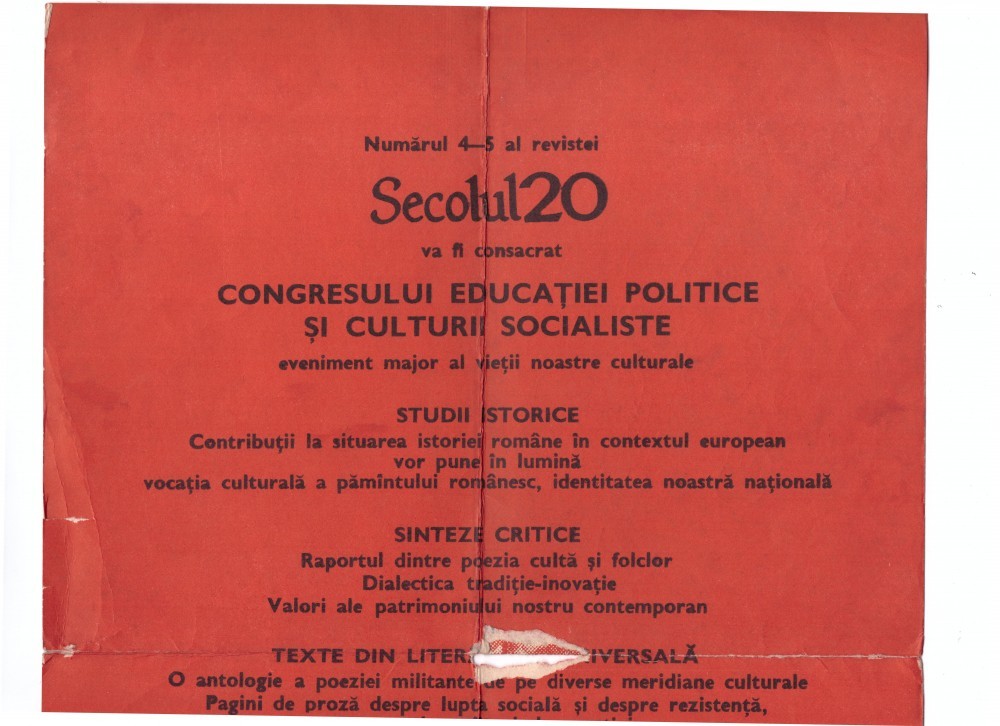 Numărul 4—5 al revistei
Secolul 20
va fi consacrat
CONGRESULUI EDUCAȚIEI POLITICE
ȘI CULTURII SOCIALISTE
eveniment major al vieții noastre culturale
STUDII ISTORICE
Contribuții la situarea istoriei române în contextul european
vor pune în lumină
vocația culturală a pămîntului românesc, identitatea noastră națională
SINTEZE CRITICE
Raportul dintre poezia cultă și folclor
Dialectica tradiție-inovație
Valori ale patrimoniului nostru contemporan
TEXTE DIN
O antologie a poeziei militante de pe diverse meridiane culturale
Pagini de proză despre lupta socială și despre rezistență,